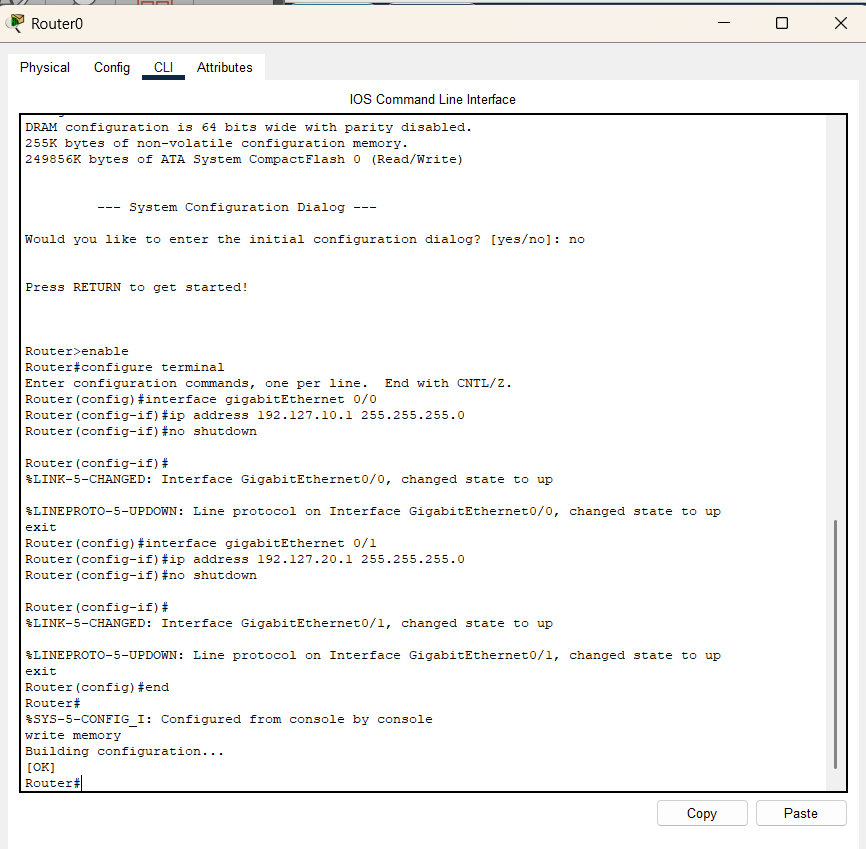 Router0
Physical Config CLI Attributes
IOS Command Line Interface
DRAM configuration is 64 bits wide with parity disabled.
255K bytes of non-volatile configuration memory.
249856K bytes of ATA System CompactFlash 0 (Read/Write)
--- System Configuration Dialog ---
Would you like to enter the initial configuration dialog? [yes/no]: no
Press RETURN to get started!
Router>enable
Router#configure terminal
Enter configuration commands, one per line.  End with CNTL/Z.
Router(config)#interface gigabitEthernet 0/0
Router(config-if)#ip address 192.127.10.1 255.255.255.0
Router(config-if)#no shutdown
Router(config-if)#
%LINK-5-CHANGED: Interface GigabitEthernet0/0, changed state to up
%LINEPROTO-5-UPDOWN: Line protocol on Interface GigabitEthernet0/0, changed state to up
exit
Router(config)#interface gigabitEthernet 0/1
Router(config-if)#ip address 192.127.20.1 255.255.255.0
Router(config-if)#no shutdown
Router(config-if)#
%LINK-5-CHANGED: Interface GigabitEthernet0/1, changed state to up
%LINEPROTO-5-UPDOWN: Line protocol on Interface GigabitEthernet0/1, changed state to up
exit
Router(config)#end
Router#
%SYS-5-CONFIG_I: Configured from console by console
write memory
Building configuration...
[OK]
Router#
Copy Paste